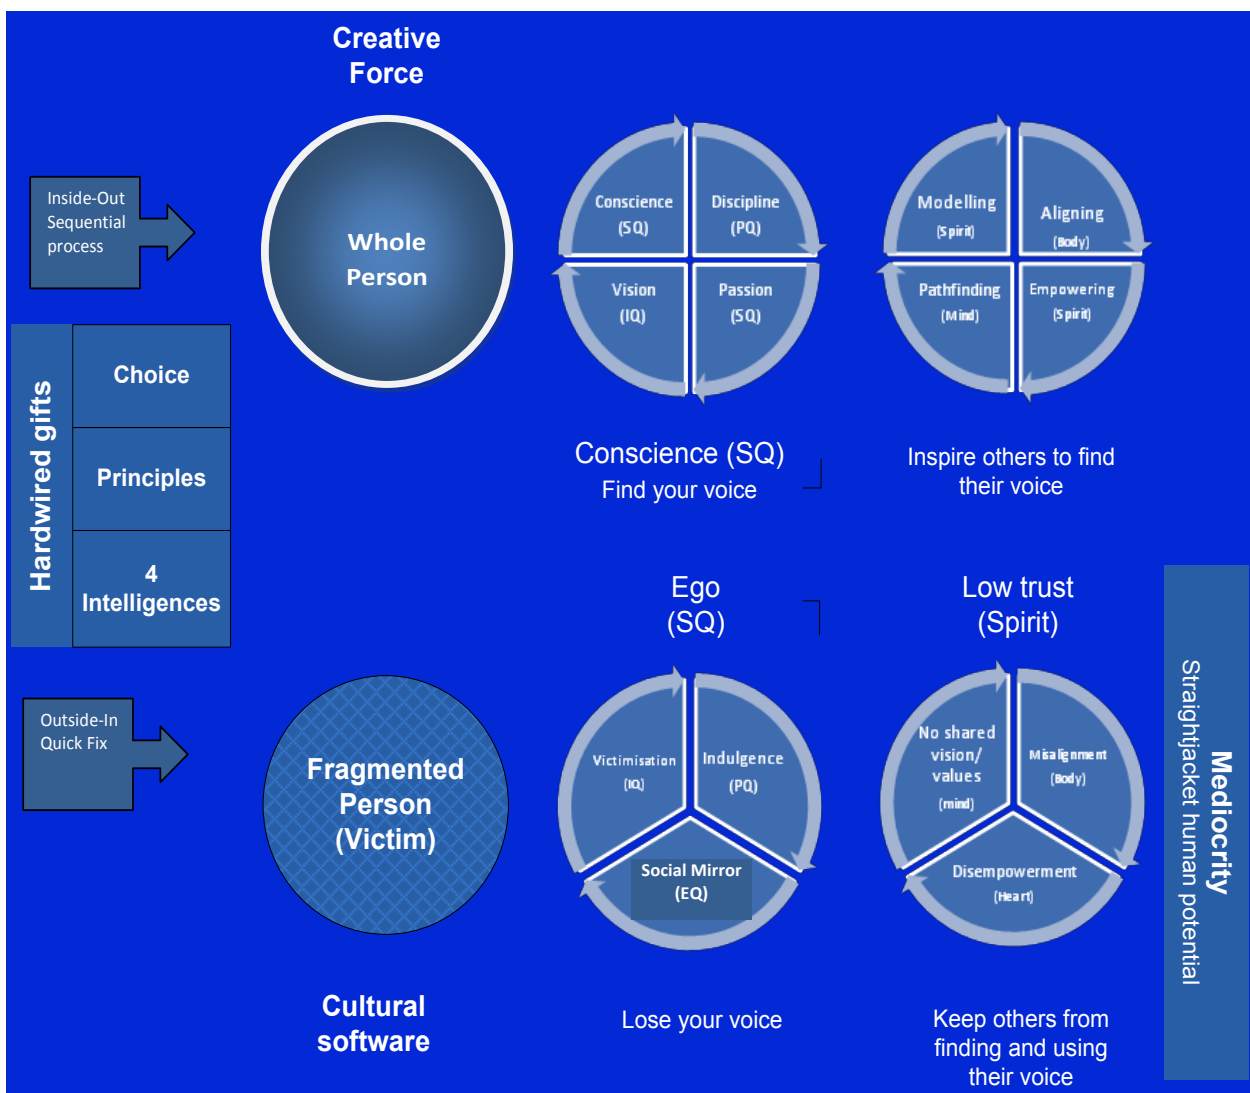 Creative
Force
Inside-Out
Sequential
process
Whole
Person
Conscience
(SQ)
Discipline
(PQ)
Vision
(IQ)
Passion
(SQ)
Modelling
(Spirit)
Aligning
(Body)
Pathfinding
(Mind)
Empowering
(Spirit)
Hardwired gifts
Choice
Principles
4
Intelligences
Conscience (SQ)
Find your voice
Inspire others to find
their voice
Ego
(SQ)
Low trust
(Spirit)
Outside-In
Quick Fix
Fragmented
Person
(Victim)
Victimisation
(IQ)
Indulgence
(PQ)
Social Mirror
(EQ)
No shared
vision/
values
(mind)
Misalignment
(Body)
Disempowerment
(Heart)
Mediocrity
Straightjacket human potential
Cultural
software
Lose your voice
Keep others from
finding and using
their voice